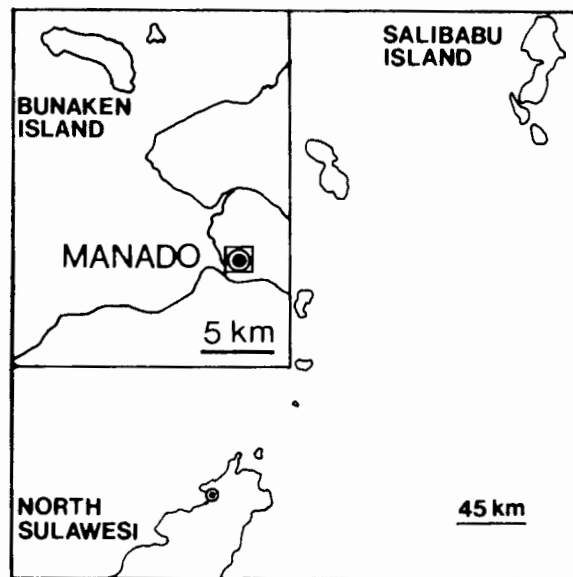 SALIBABU
ISLAND
BUNAKEN
ISLAND
MANADO
5 km
NORTH
SULAWESI
45 km